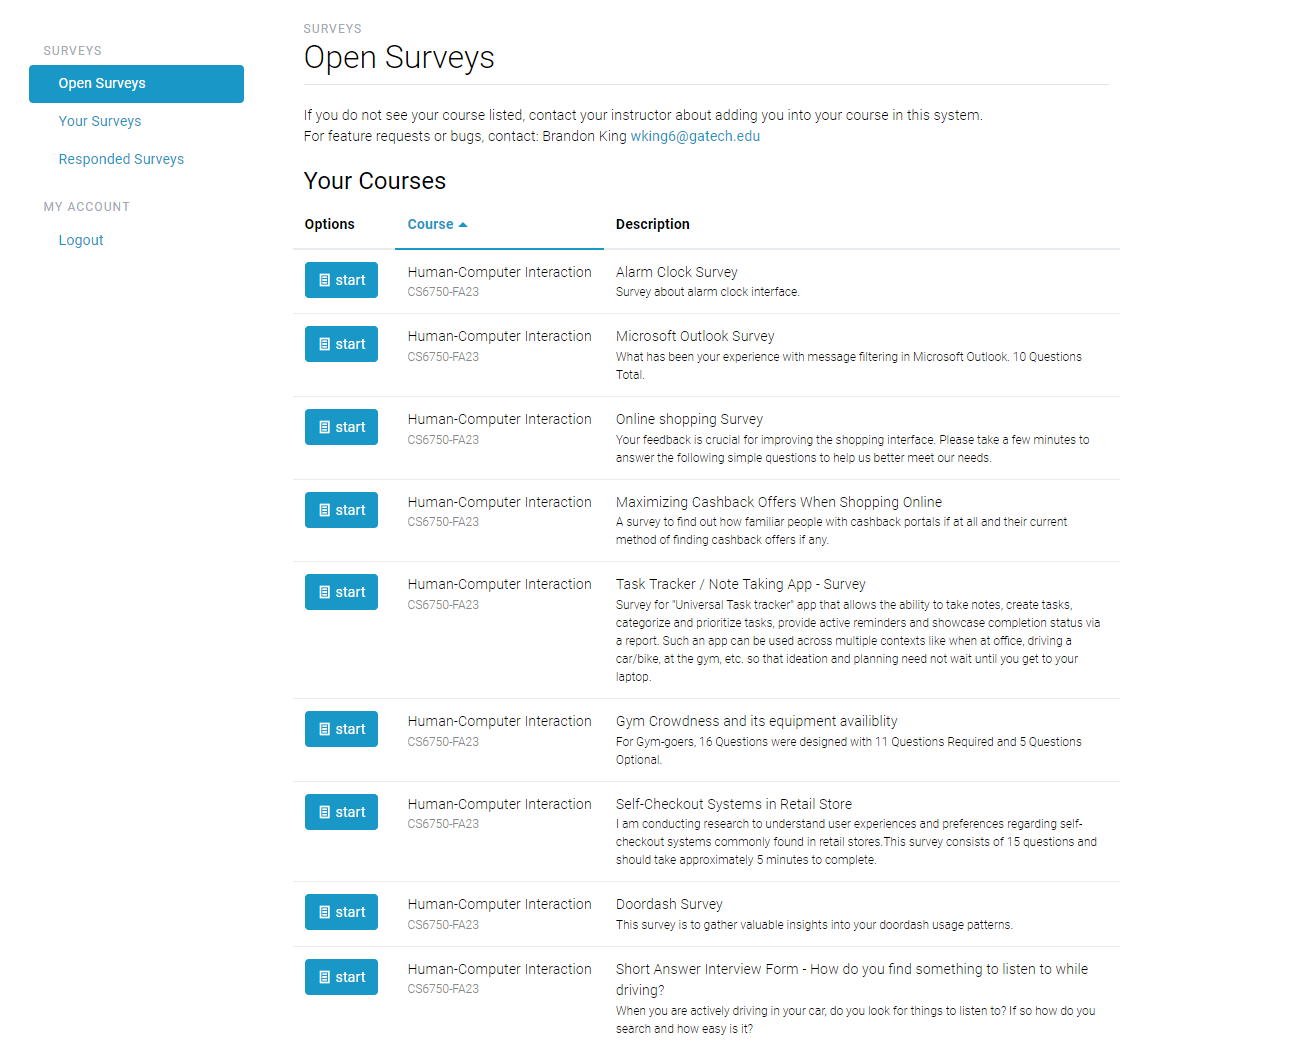 SURVEYS
Open Surveys
Your Surveys
Responded Surveys
MY ACCOUNT
Logout
SURVEYS
Open Surveys
If you do not see your course listed, contact your instructor about adding you into your course in this system.
For feature requests or bugs, contact: Brandon King wking6@gatech.edu
Your Courses
Options Course Description
start Human-Computer Interaction Alarm Clock Survey
CS6750-FA23 Survey about alarm clock interface.
start Human-Computer Interaction Microsoft Outlook Survey
CS6750-FA23 What has been your experience with message filtering in Microsoft Outlook. 10 Questions
Total.
start Human-Computer Interaction Online shopping Survey
CS6750-FA23 Your feedback is crucial for improving the shopping interface. Please take a few minutes to
answer the following simple questions to help us better meet our needs.
start Human-Computer Interaction Maximizing Cashback Offers When Shopping Online
CS6750-FA23 A survey to find out how familiar people with cashback portals if at all and their current
method of finding cashback offers if any.
start Human-Computer Interaction Task Tracker / Note Taking App - Survey
CS6750-FA23 Survey for "Universal Task tracker" app that allows the ability to take notes, create tasks,
categorize and prioritize tasks, provide active reminders and showcase completion status via
a report. Such an app can be used across multiple contexts like when at office, driving a
car/bike, at the gym, etc. so that ideation and planning need not wait until you get to your
laptop.
start Human-Computer Interaction Gym Crowdness and its equipment availiblity
CS6750-FA23 For Gym-goers, 16 Questions were designed with 11 Questions Required and 5 Questions
Optional.
start Human-Computer Interaction Self-Checkout Systems in Retail Store
CS6750-FA23 I am conducting research to understand user experiences and preferences regarding self-
checkout systems commonly found in retail stores.This survey consists of 15 questions and
should take approximately 5 minutes to complete.
start Human-Computer Interaction Doordash Survey
CS6750-FA23 This survey is to gather valuable insights into your doordash usage patterns.
start Human-Computer Interaction Short Answer Interview Form - How do you find something to listen to while
CS6750-FA23 driving?
When you are actively driving in your car, do you look for things to listen to? If so how do you
search and how easy is it?